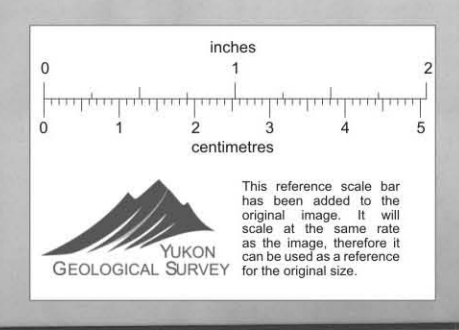 inches
0 1 2
0 1 2 3 4 5
centimetres
This reference scale bar
has been added to the
original image. It will
scale at the same rate
as the image, therefore it
can be used as a reference
for the original size.
YUKON
GEOLOGICAL SURVEY